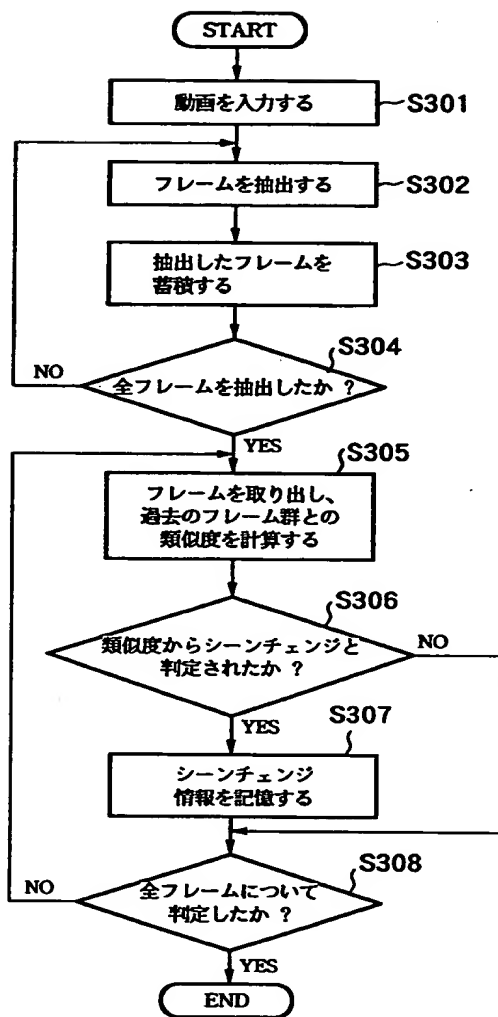 START
動画を入力する
S301
フレームを抽出する
S302
抽出したフレームを
蓄積する
S303
全フレームを抽出したか ?
S304
NO
YES
フレームを取り出し、
過去のフレーム群との
類似度を計算する
S305
類似度からシーンチェンジと
判定されたか ?
S306
NO
YES
シーンチェンジ
情報を記憶する
S307
全フレームについて
判定したか ?
S308
NO
YES
END